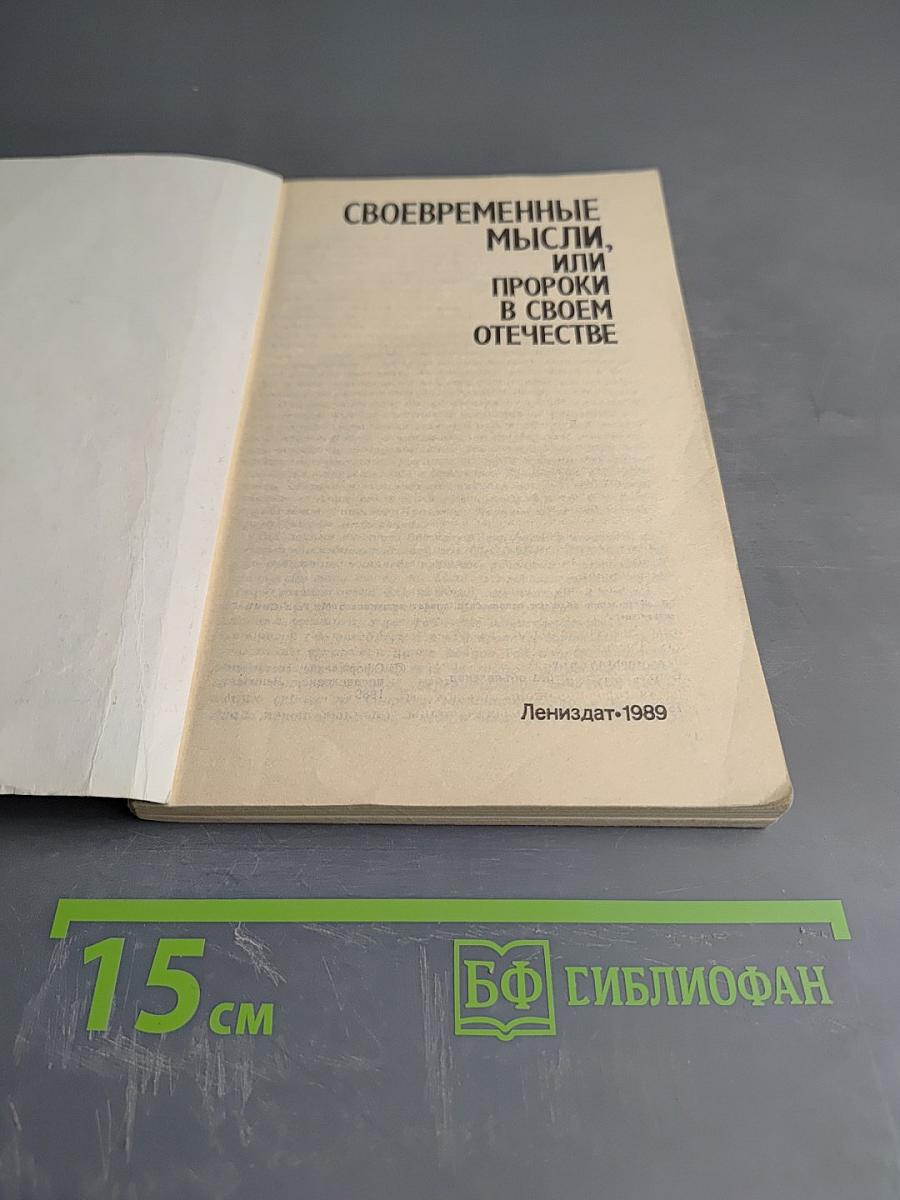 СВОЕВРЕМЕННЫЕ
МЫСЛИ,
ИЛИ
ПРОРОКИ
В СВОЕМ
ОТЕЧЕСТВЕ
Лениздат•1989
15 см
БФ БИБЛИОФАН